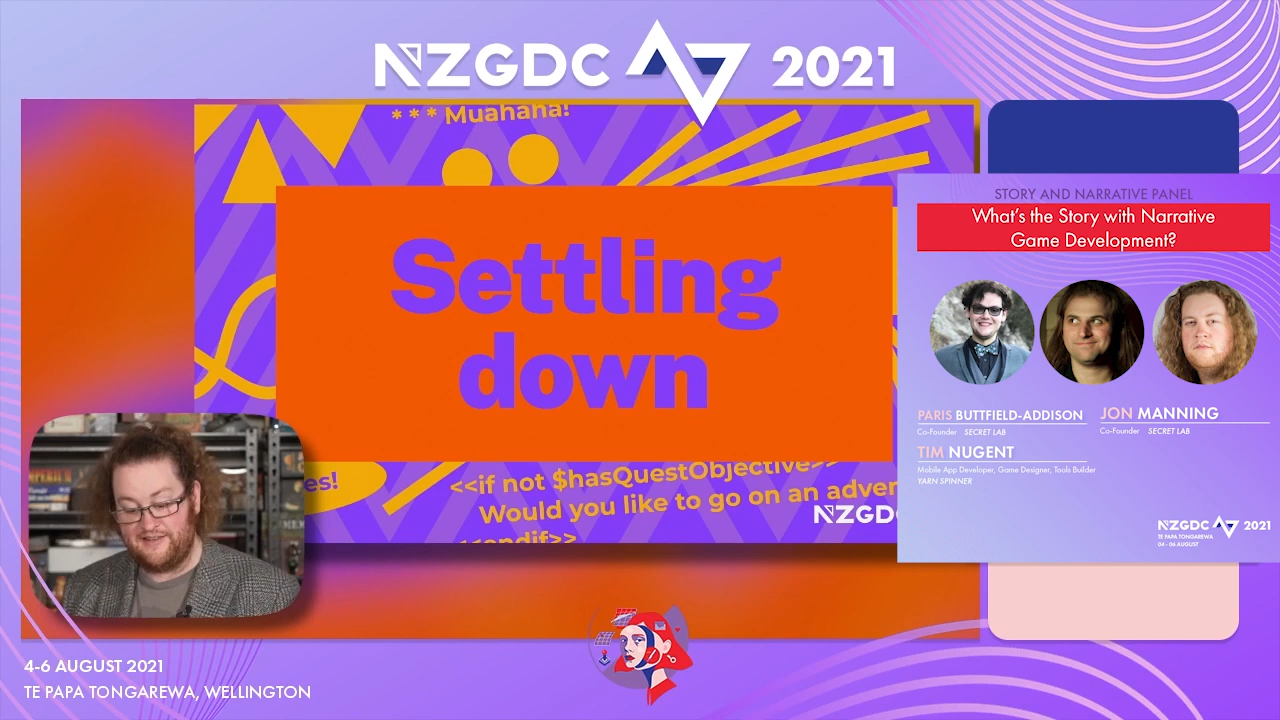 NZGDC 2021
* * * Muahaha!
Settling
down
es!
<<if not $hasQuestObjective>>
Would you like to go on an adver
<<endif>>
NZGD
STORY AND NARRATIVE PANEL
What's the Story with Narrative
Game Development?
PARIS BUTTFIELD-ADDISON
Co-Founder SECRET LAB
JON MANNING
Co-Founder SECRET LAB
TIM NUGENT
Mobile App Developer, Game Designer, Tools Builder
YARN SPINNER
NZGDC 2021
TE PAPA TONGAREWA
04 - 06 AUGUST
4-6 AUGUST 2021
TE PAPA TONGAREWA, WELLINGTON